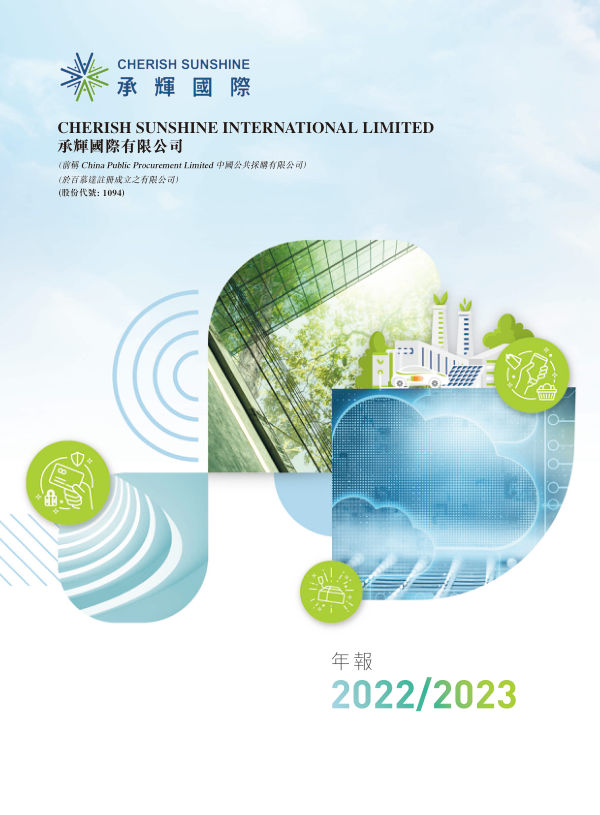 CHERISH SUNSHINE
承輝國際
CHERISH SUNSHINE INTERNATIONAL LIMITED
承輝國際有限公司
(前稱 China Public Procurement Limited 中國公共採購有限公司)
(於百慕達註冊成立之有限公司)
(股份代號: 1094)
年報
2022/2023